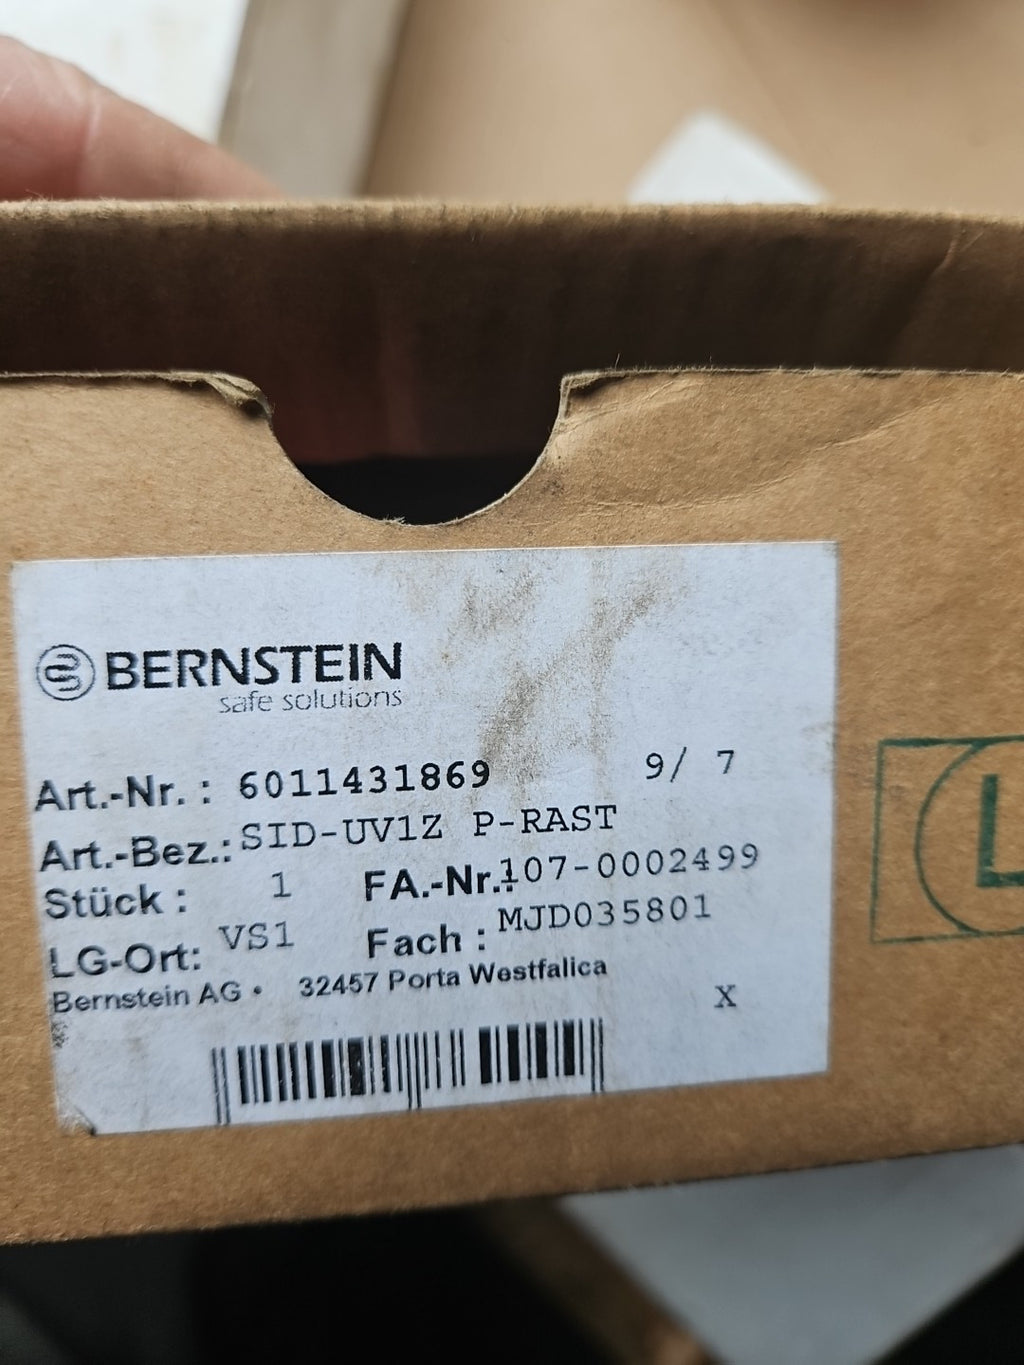 BERNSTEIN
safe solutions
Art.-Nr.: 6011431869 9/ 7
Art.-Bez.: SID-UV1Z P-RAST
Stück: 1 FA.-Nr.: 107-0002499
LG-Ort: VS1 Fach: MJD035801
Bernstein AG • 32457 Porta Westfalica
X
L